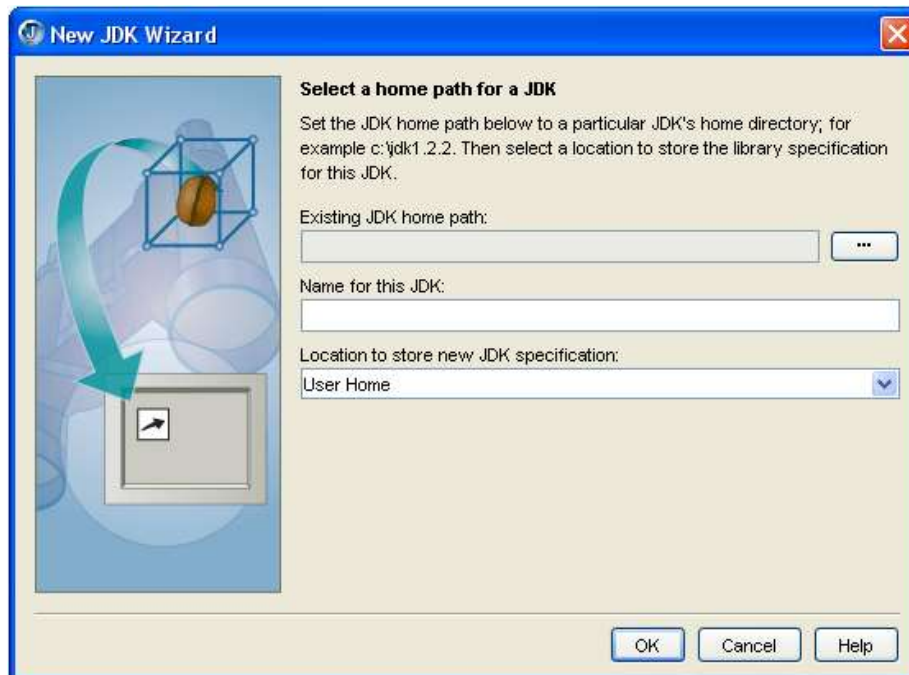 New JDK Wizard
Select a home path for a JDK
Set the JDK home path below to a particular JDK's home directory; for
example c:\jdk1.2.2. Then select a location to store the library specification
for this JDK.
Existing JDK home path:
...
Name for this JDK:
Location to store new JDK specification:
User Home
OK Cancel Help